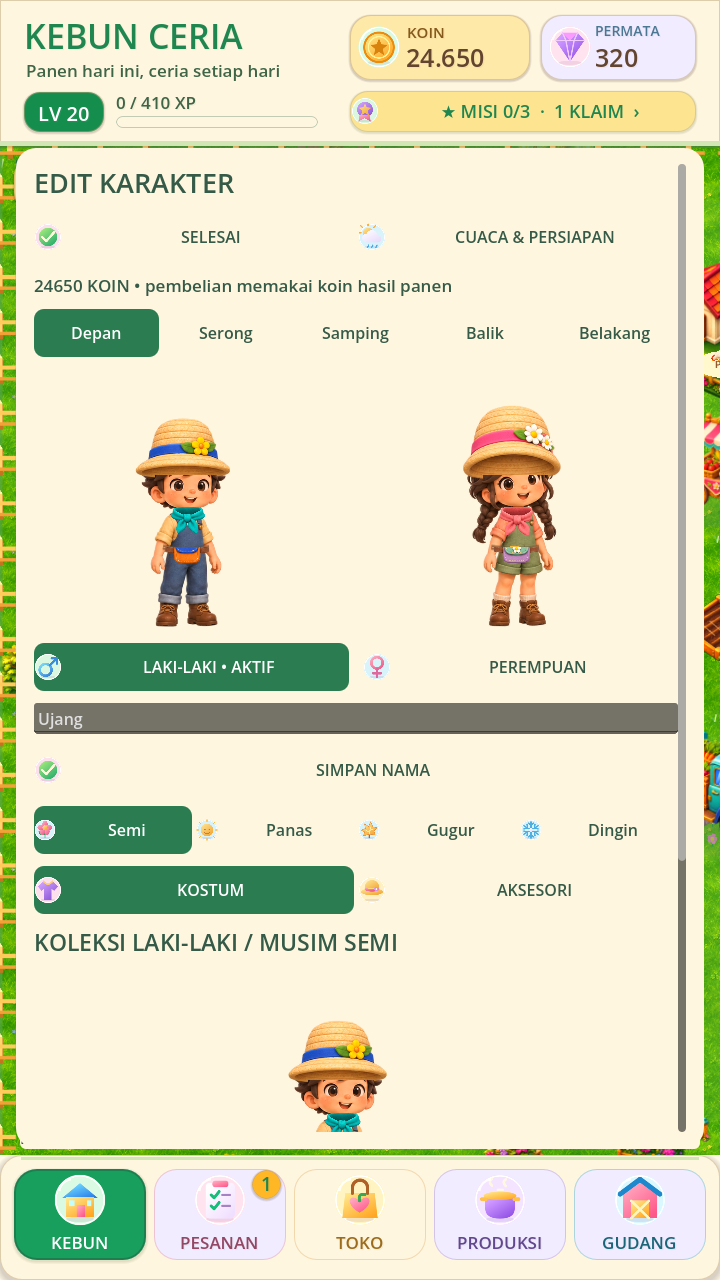 KEBUN CERIA
Panen hari ini, ceria setiap hari
LV 20
0 / 410 XP
KOIN
24.650
PERMATA
320
★ MISI 0/3 · 1 KLAIM ›
EDIT KARAKTER
SELESAI
CUACA & PERSIAPAN
24650 KOIN • pembelian memakai koin hasil panen
Depan Serong Samping Balik Belakang
LAKI-LAKI • AKTIF
PEREMPUAN
Ujang
SIMPAN NAMA
Semi Panas Gugur Dingin
KOSTUM
AKSESORI
KOLEKSI LAKI-LAKI / MUSIM SEMI
1
KEBUN PESANAN TOKO PRODUKSI GUDANG